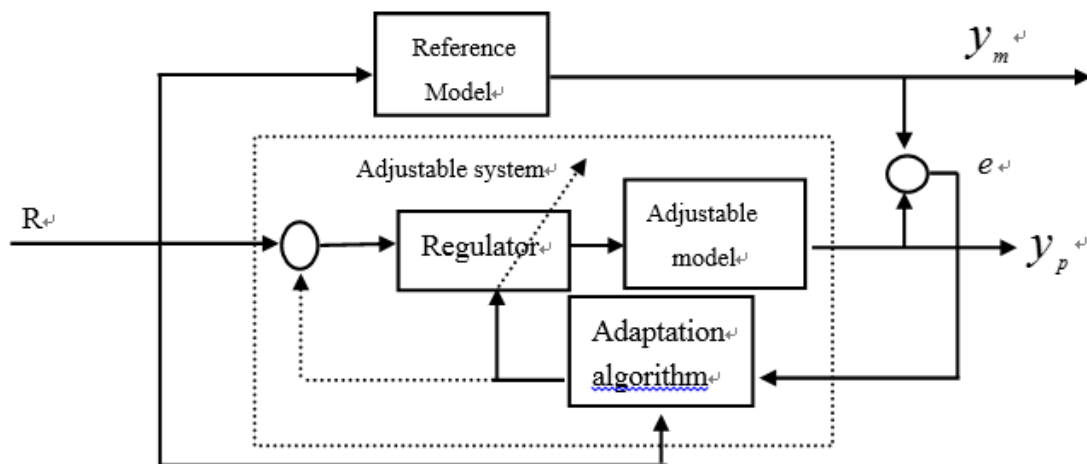 Reference
Model
y_m
Adjustable system
e
R
Regulator
Adjustable
model
y_p
Adaptation
algorithm